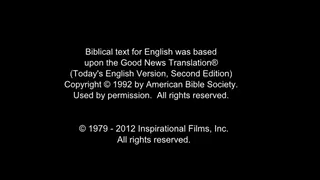 Biblical text for English was based
upon the Good News Translation®
(Today's English Version, Second Edition)
Copyright © 1992 by American Bible Society.
Used by permission.  All rights reserved.
© 1979 - 2012 Inspirational Films, Inc.
All rights reserved.